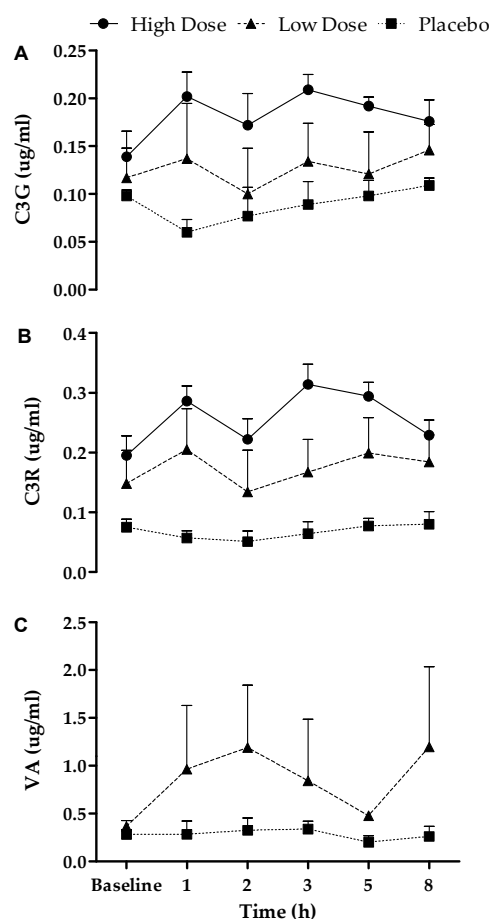 High Dose Low Dose Placebo
A
0.25
0.20
0.15
0.10
0.05
0.00
C3G (ug/ml)
B
0.4
0.3
0.2
0.1
0.0
C3R (ug/ml)
C
2.5
2.0
1.5
1.0
0.5
0.0
VA (ug/ml)
Baseline 1 2 3 5 8
Time (h)